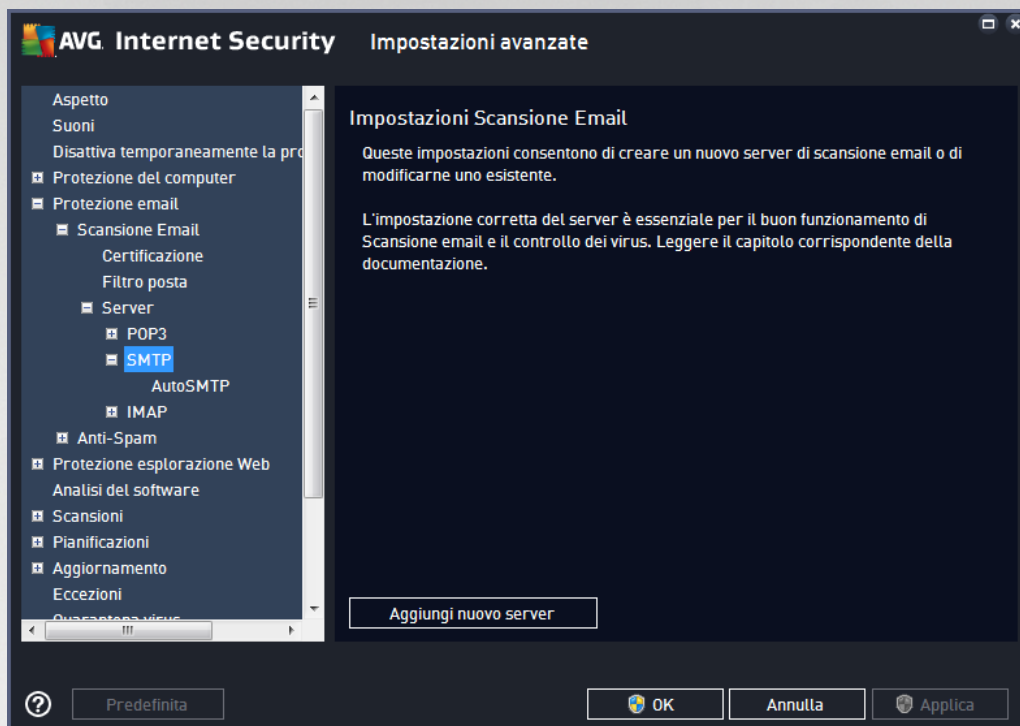 AVG. Internet Security
Impostazioni avanzate
Aspetto
Suoni
Disattiva temporaneamente la pro
Protezione del computer
Protezione email
Scansione Email
Certificazione
Filtro posta
Server
POP3
SMTP
AutoSMTP
IMAP
Anti-Spam
Protezione esplorazione Web
Analisi del software
Scansioni
Pianificazioni
Aggiornamento
Eccezioni
Quarantena virus
Impostazioni Scansione Email
Queste impostazioni consentono di creare un nuovo server di scansione email o di
modificarne uno esistente.
L'impostazione corretta del server è essenziale per il buon funzionamento di
Scansione email e il controllo dei virus. Leggere il capitolo corrispondente della
documentazione.
Aggiungi nuovo server
?
Predefinita
OK
Annulla
Applica